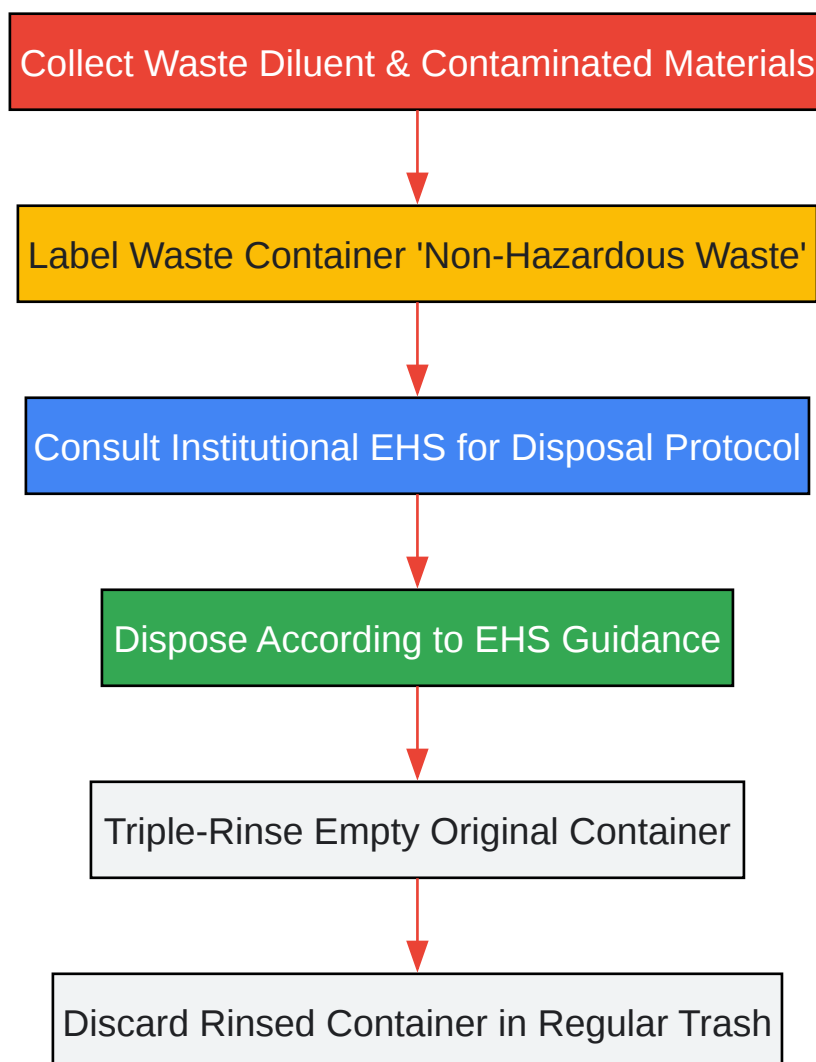 Collect Waste Diluent & Contaminated Materials
Label Waste Container 'Non-Hazardous Waste'
Consult Institutional EHS for Disposal Protocol
Dispose According to EHS Guidance
Triple-Rinse Empty Original Container
Discard Rinsed Container in Regular Trash